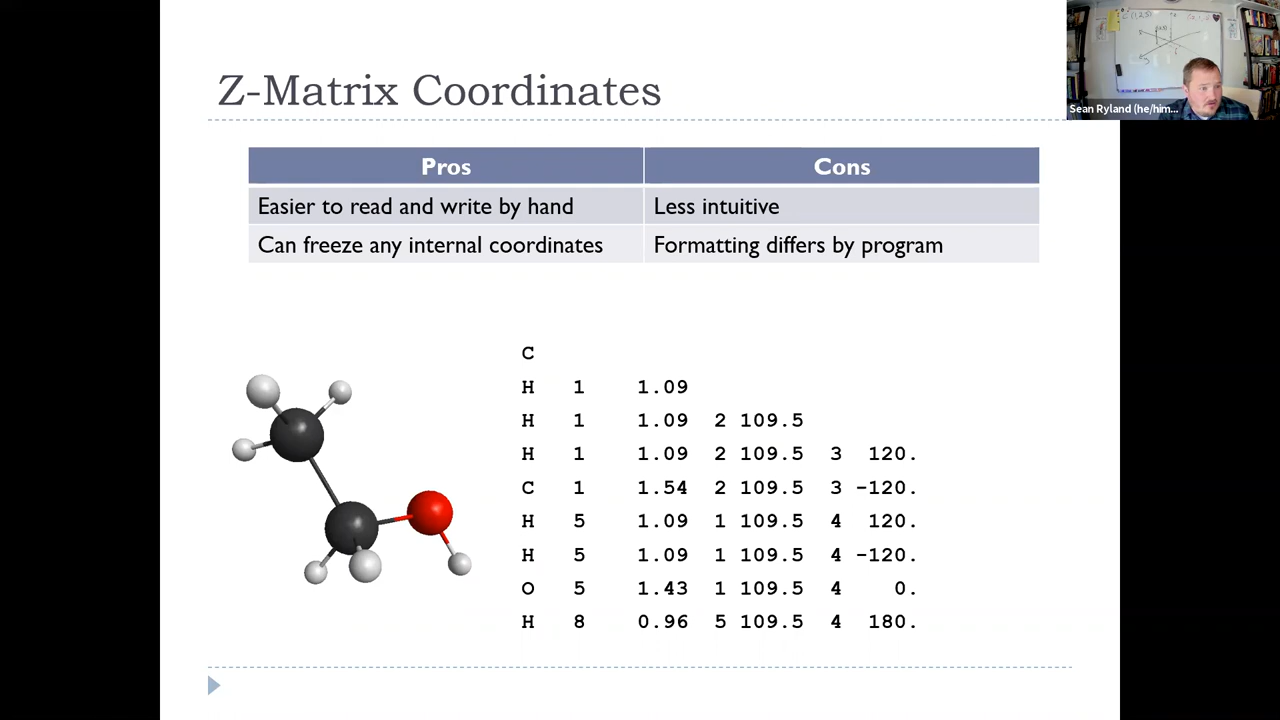 Z-Matrix Coordinates
Sean Ryland (he/him...
Pros Cons
Easier to read and write by hand Less intuitive
Can freeze any internal coordinates Formatting differs by program
C
H 1 1.09
H 1 1.09 2 109.5
H 1 1.09 2 109.5 3 120.
C 1 1.54 2 109.5 3 -120.
H 5 1.09 1 109.5 4 120.
H 5 1.09 1 109.5 4 -120.
O 5 1.43 1 109.5 4 0.
H 8 0.96 5 109.5 4 180.